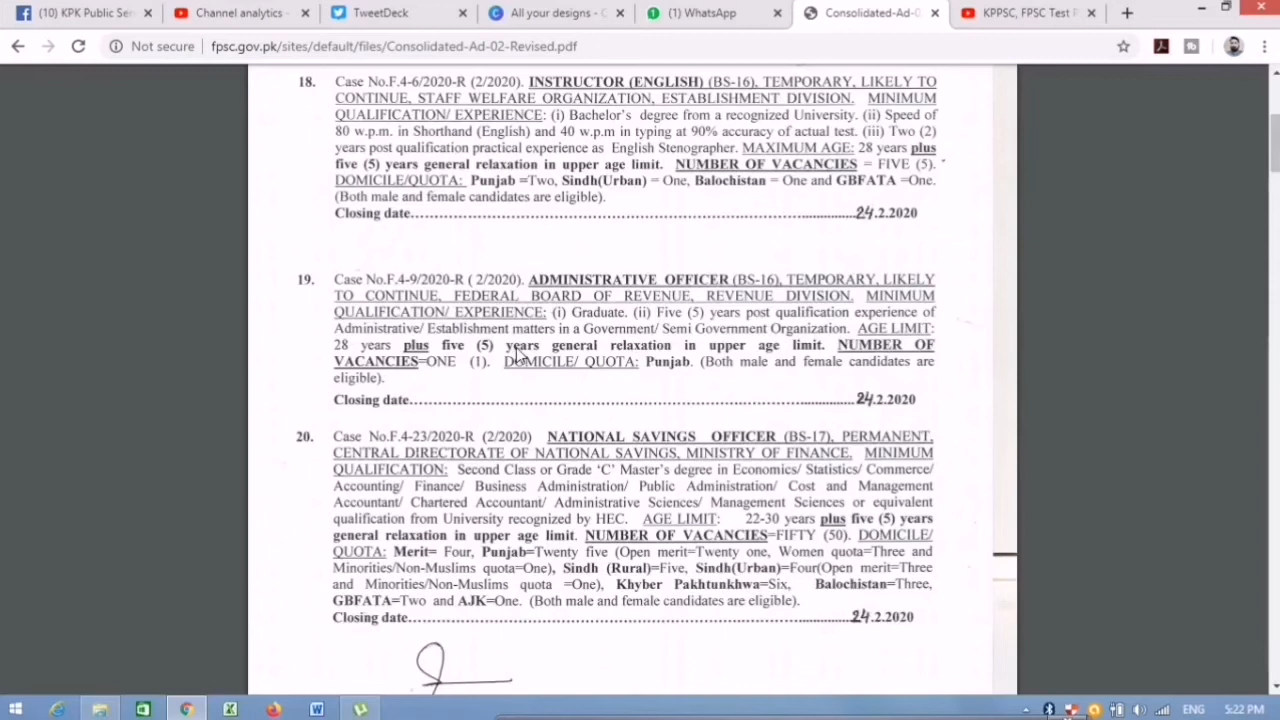 (10) KPK Public Ser
Channel analytics -
TweetDeck
All your designs - C
(1) WhatsApp
Consolidated-Ad-0
KPPSC, FPSC Test P
Not secure
fpsc.gov.pk/sites/default/files/Consolidated-Ad-02-Revised.pdf
18. Case No.F.4-6/2020-R (2/2020). INSTRUCTOR (ENGLISH) (BS-16), TEMPORARY, LIKELY TO
CONTINUE, STAFF WELFARE ORGANIZATION, ESTABLISHMENT DIVISION. MINIMUM
QUALIFICATION/ EXPERIENCE: (i) Bachelor's degree from a recognized University. (ii) Speed of
80 w.p.m. in Shorthand (English) and 40 w.p.m in typing at 90% accuracy of actual test. (iii) Two (2)
years post qualification practical experience as English Stenographer. MAXIMUM AGE: 28 years plus
five (5) years general relaxation in upper age limit. NUMBER OF VACANCIES = FIVE (5).
DOMICILE/QUOTA: Punjab =Two, Sindh(Urban) = One, Balochistan = One and GBFATA =One.
(Both male and female candidates are eligible).
Closing date....................................................................................................24.2.2020
19. Case No.F.4-9/2020-R ( 2/2020). ADMINISTRATIVE OFFICER (BS-16), TEMPORARY, LIKELY
TO CONTINUE, FEDERAL BOARD OF REVENUE, REVENUE DIVISION. MINIMUM
QUALIFICATION/ EXPERIENCE: (i) Graduate. (ii) Five (5) years post qualification experience of
Administrative/ Establishment matters in a Government/ Semi Government Organization. AGE LIMIT:
28 years plus five (5) years general relaxation in upper age limit. NUMBER OF
VACANCIES=ONE (1). DOMICILE/ QUOTA: Punjab. (Both male and female candidates are
eligible).
Closing date....................................................................................................24.2.2020
20. Case No.F.4-23/2020-R (2/2020) NATIONAL SAVINGS OFFICER (BS-17), PERMANENT,
CENTRAL DIRECTORATE OF NATIONAL SAVINGS, MINISTRY OF FINANCE. MINIMUM
QUALIFICATION: Second Class or Grade ‘C’ Master's degree in Economics/ Statistics/ Commerce/
Accounting/ Finance/ Business Administration/ Public Administration/ Cost and Management
Accountant/ Chartered Accountant/ Administrative Sciences/ Management Sciences or equivalent
qualification from University recognized by HEC. AGE LIMIT: 22-30 years plus five (5) years
general relaxation in upper age limit. NUMBER OF VACANCIES=FIFTY (50). DOMICILE/
QUOTA: Merit= Four, Punjab=Twenty five (Open merit=Twenty one, Women quota=Three and
Minorities/Non-Muslims quota=One), Sindh (Rural)=Five, Sindh(Urban)=Four(Open merit=Three
and Minorities/Non-Muslims quota =One), Khyber Pakhtunkhwa=Six, Balochistan=Three,
GBFATA=Two and AJK=One. (Both male and female candidates are eligible).
Closing date....................................................................................................24.2.2020
ENG
5:22 PM